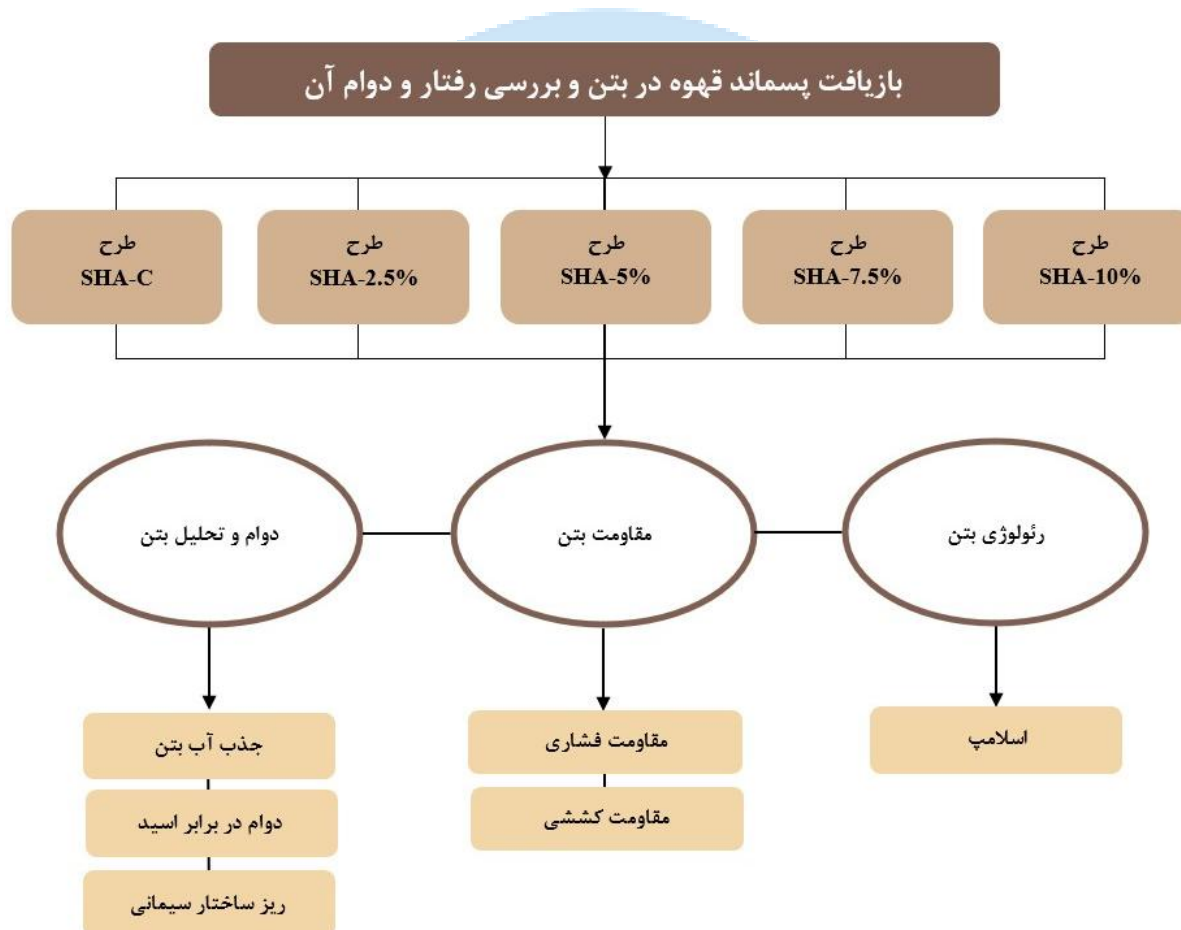 بازیافت پسماند قهوه در بتن و بررسی رفتار و دوام آن
طرح
SHA-C
طرح
SHA-2.5%
طرح
SHA-5%
طرح
SHA-7.5%
طرح
SHA-10%
دوام و تحلیل بتن
مقاومت بتن
رئولوژی بتن
جذب آب بتن
دوام در برابر اسید
ریز ساختار سیمانی
مقاومت فشاری
مقاومت کششی
اسلامپ